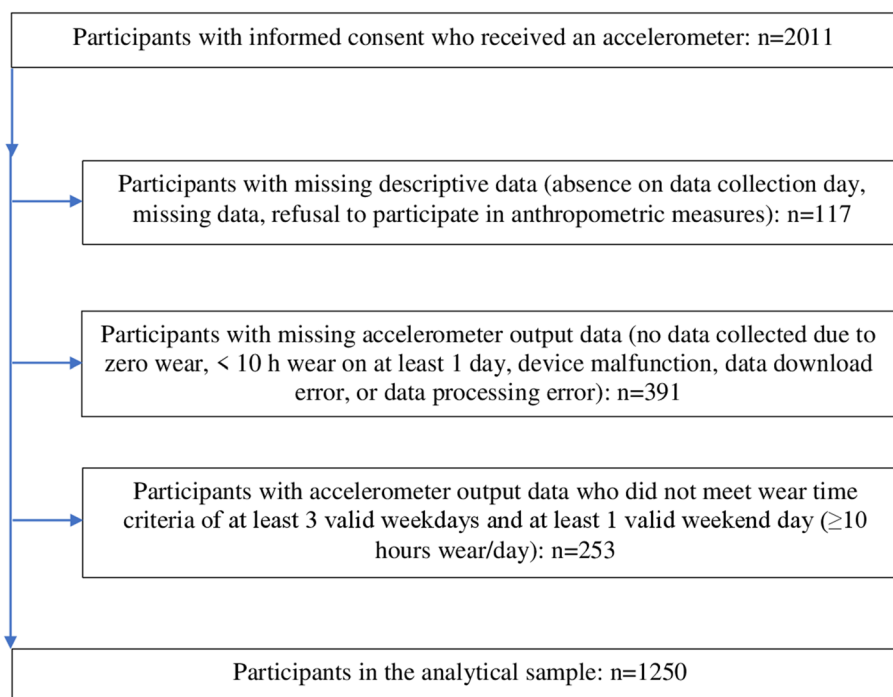 Participants with informed consent who received an accelerometer: n=2011
Participants with missing descriptive data (absence on data collection day,
missing data, refusal to participate in anthropometric measures): n=117
Participants with missing accelerometer output data (no data collected due to
zero wear, < 10 h wear on at least 1 day, device malfunction, data download
error, or data processing error): n=391
Participants with accelerometer output data who did not meet wear time
criteria of at least 3 valid weekdays and at least 1 valid weekend day (≥10
hours wear/day): n=253
Participants in the analytical sample: n=1250